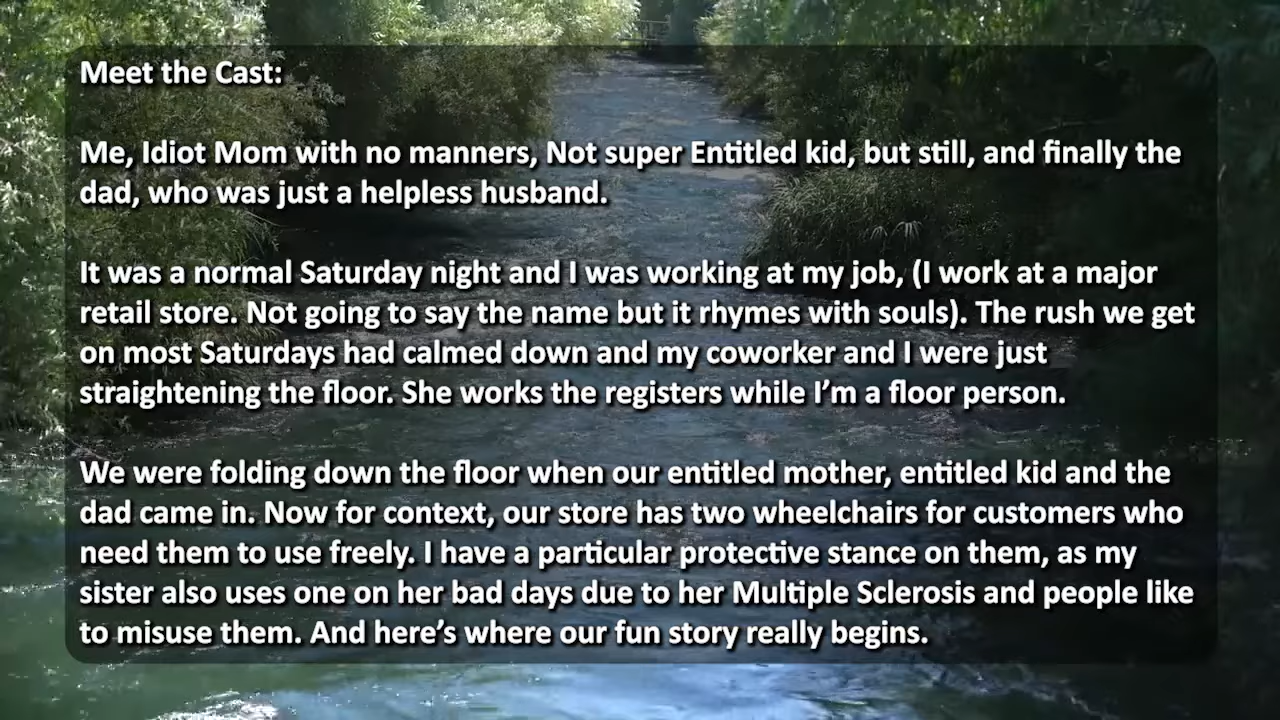 Meet the Cast:
Me, Idiot Mom with no manners, Not super Entitled kid, but still, and finally the
dad, who was just a helpless husband.
It was a normal Saturday night and I was working at my job, (I work at a major
retail store. Not going to say the name but it rhymes with souls). The rush we get
on most Saturdays had calmed down and my coworker and I were just
straightening the floor. She works the registers while I’m a floor person.
We were folding down the floor when our entitled mother, entitled kid and the
dad came in. Now for context, our store has two wheelchairs for customers who
need them to use freely. I have a particular protective stance on them, as my
sister also uses one on her bad days due to her Multiple Sclerosis and people like
to misuse them. And here’s where our fun story really begins.